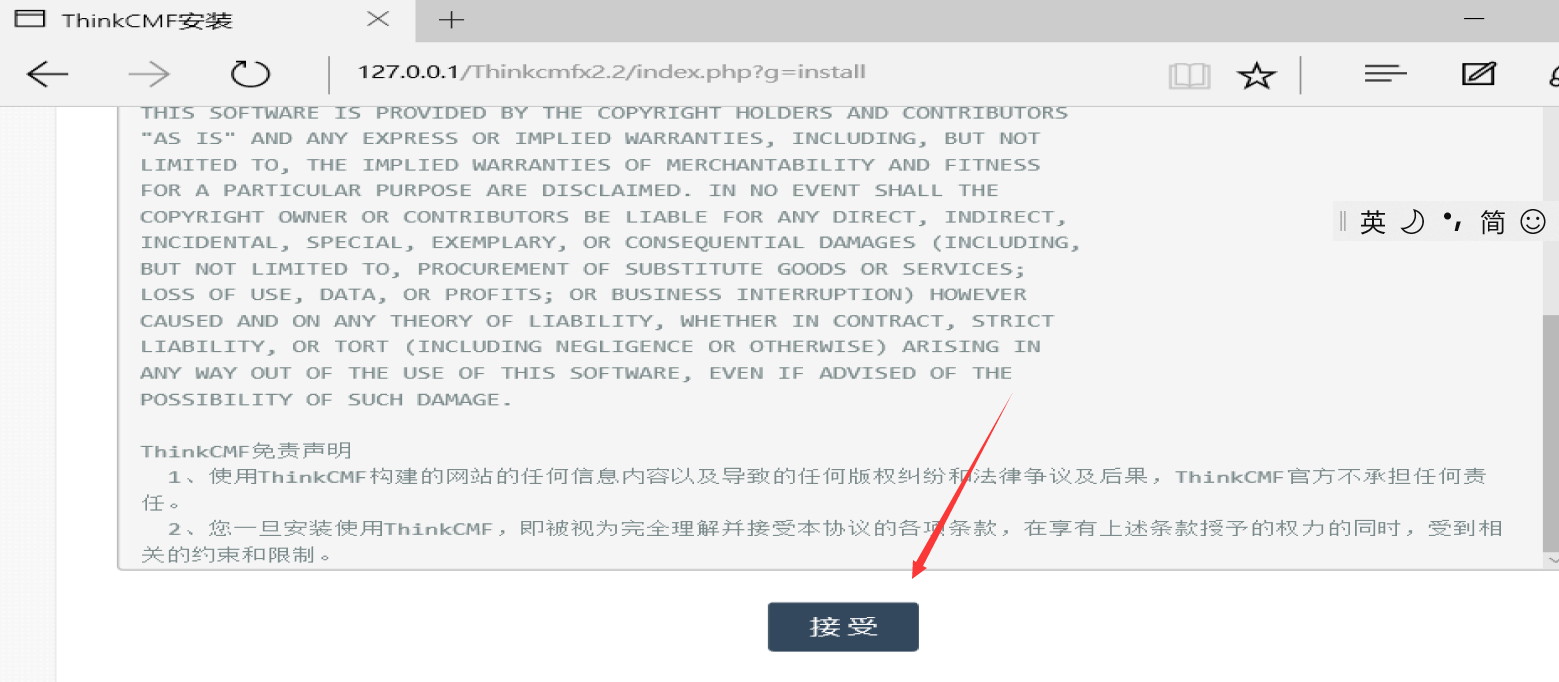 ThinkCMF安装
127.0.0.1/Thinkcmfx2.2/index.php?g=install
THIS SOFTWARE IS PROVIDED BY THE COPYRIGHT HOLDERS AND CONTRIBUTORS
"AS IS" AND ANY EXPRESS OR IMPLIED WARRANTIES, INCLUDING, BUT NOT
LIMITED TO, THE IMPLIED WARRANTIES OF MERCHANTABILITY AND FITNESS
FOR A PARTICULAR PURPOSE ARE DISCLAIMED. IN NO EVENT SHALL THE
COPYRIGHT OWNER OR CONTRIBUTORS BE LIABLE FOR ANY DIRECT, INDIRECT,
英 简
INCIDENTAL, SPECIAL, EXEMPLARY, OR CONSEQUENTIAL DAMAGES (INCLUDING,
BUT NOT LIMITED TO, PROCUREMENT OF SUBSTITUTE GOODS OR SERVICES;
LOSS OF USE, DATA, OR PROFITS; OR BUSINESS INTERRUPTION) HOWEVER
CAUSED AND ON ANY THEORY OF LIABILITY, WHETHER IN CONTRACT, STRICT
LIABILITY, OR TORT (INCLUDING NEGLIGENCE OR OTHERWISE) ARISING IN
ANY WAY OUT OF THE USE OF THIS SOFTWARE, EVEN IF ADVISED OF THE
POSSIBILITY OF SUCH DAMAGE.
ThinkCMF免责声明
1、使用ThinkCMF构建的网站的任何信息内容以及导致的任何版权纠纷和法律争议及后果，ThinkCMF官方不承担任何责
任。
2、您一旦安装使用ThinkCMF，即被视为完全理解并接受本协议的各项条款，在享有上述条款授予的权力的同时，受到相
关的约束和限制。
接 受